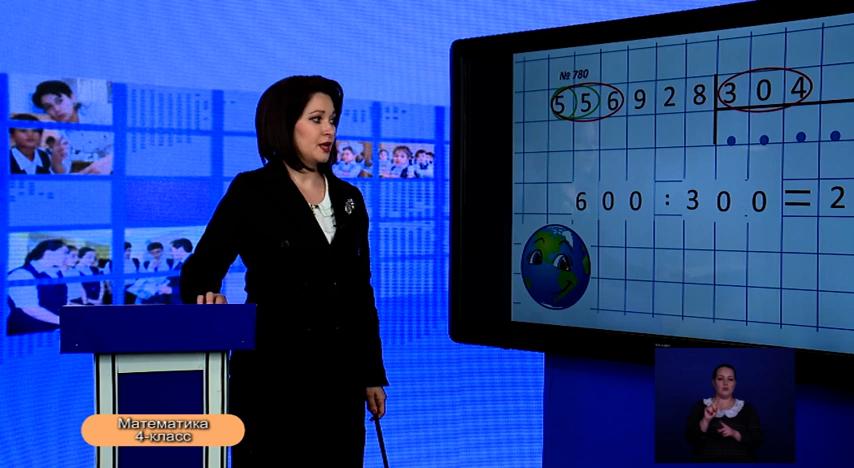 № 780
556928 304
600 : 300 = 2
Математика
4-класс